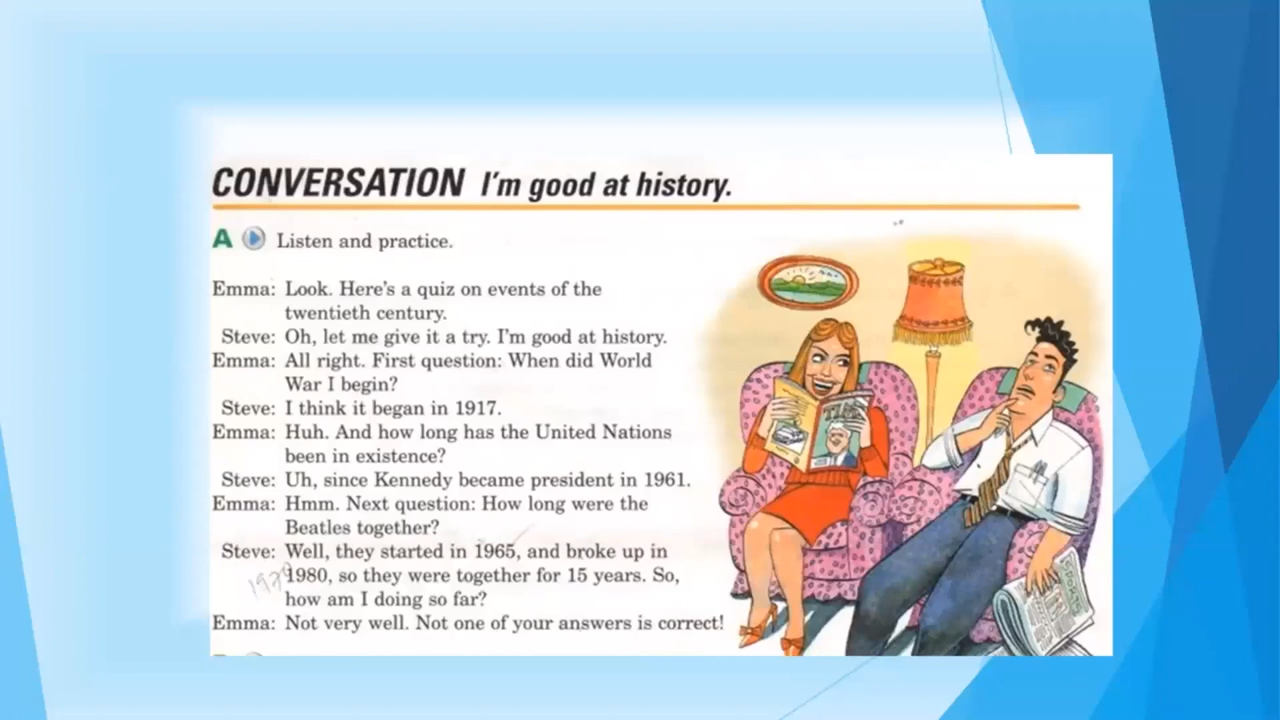 CONVERSATION I'm good at history.
A Listen and practice.
Emma: Look. Here's a quiz on events of the
twentieth century.
Steve: Oh, let me give it a try. I'm good at history.
Emma: All right. First question: When did World
War I begin?
Steve: I think it began in 1917.
Emma: Huh. And how long has the United Nations
been in existence?
Steve: Uh, since Kennedy became president in 1961.
Emma: Hmm. Next question: How long were the
Beatles together?
Steve: Well, they started in 1965, and broke up in
1980, so they were together for 15 years. So,
how am I doing so far?
Emma: Not very well. Not one of your answers is correct!
SPORTS